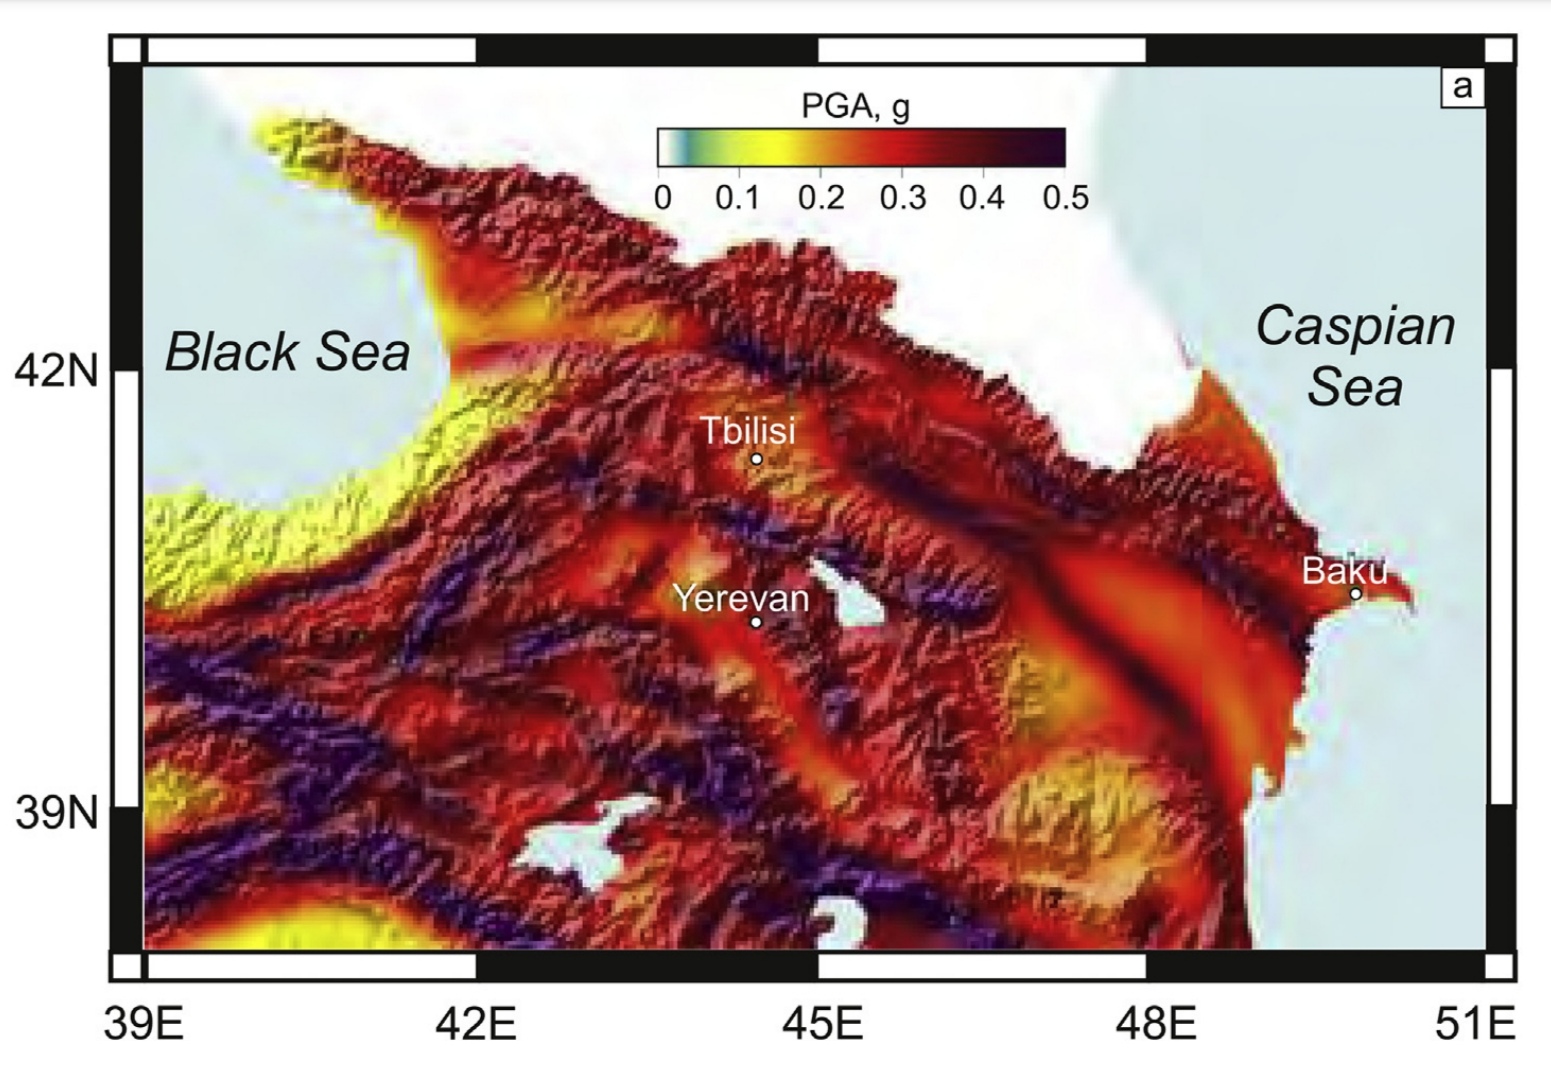 a
PGA, g
0 0.1 0.2 0.3 0.4 0.5
Black Sea
Caspian
Sea
42N
Tbilisi
Baku
Yerevan
39N
39E 42E 45E 48E 51E